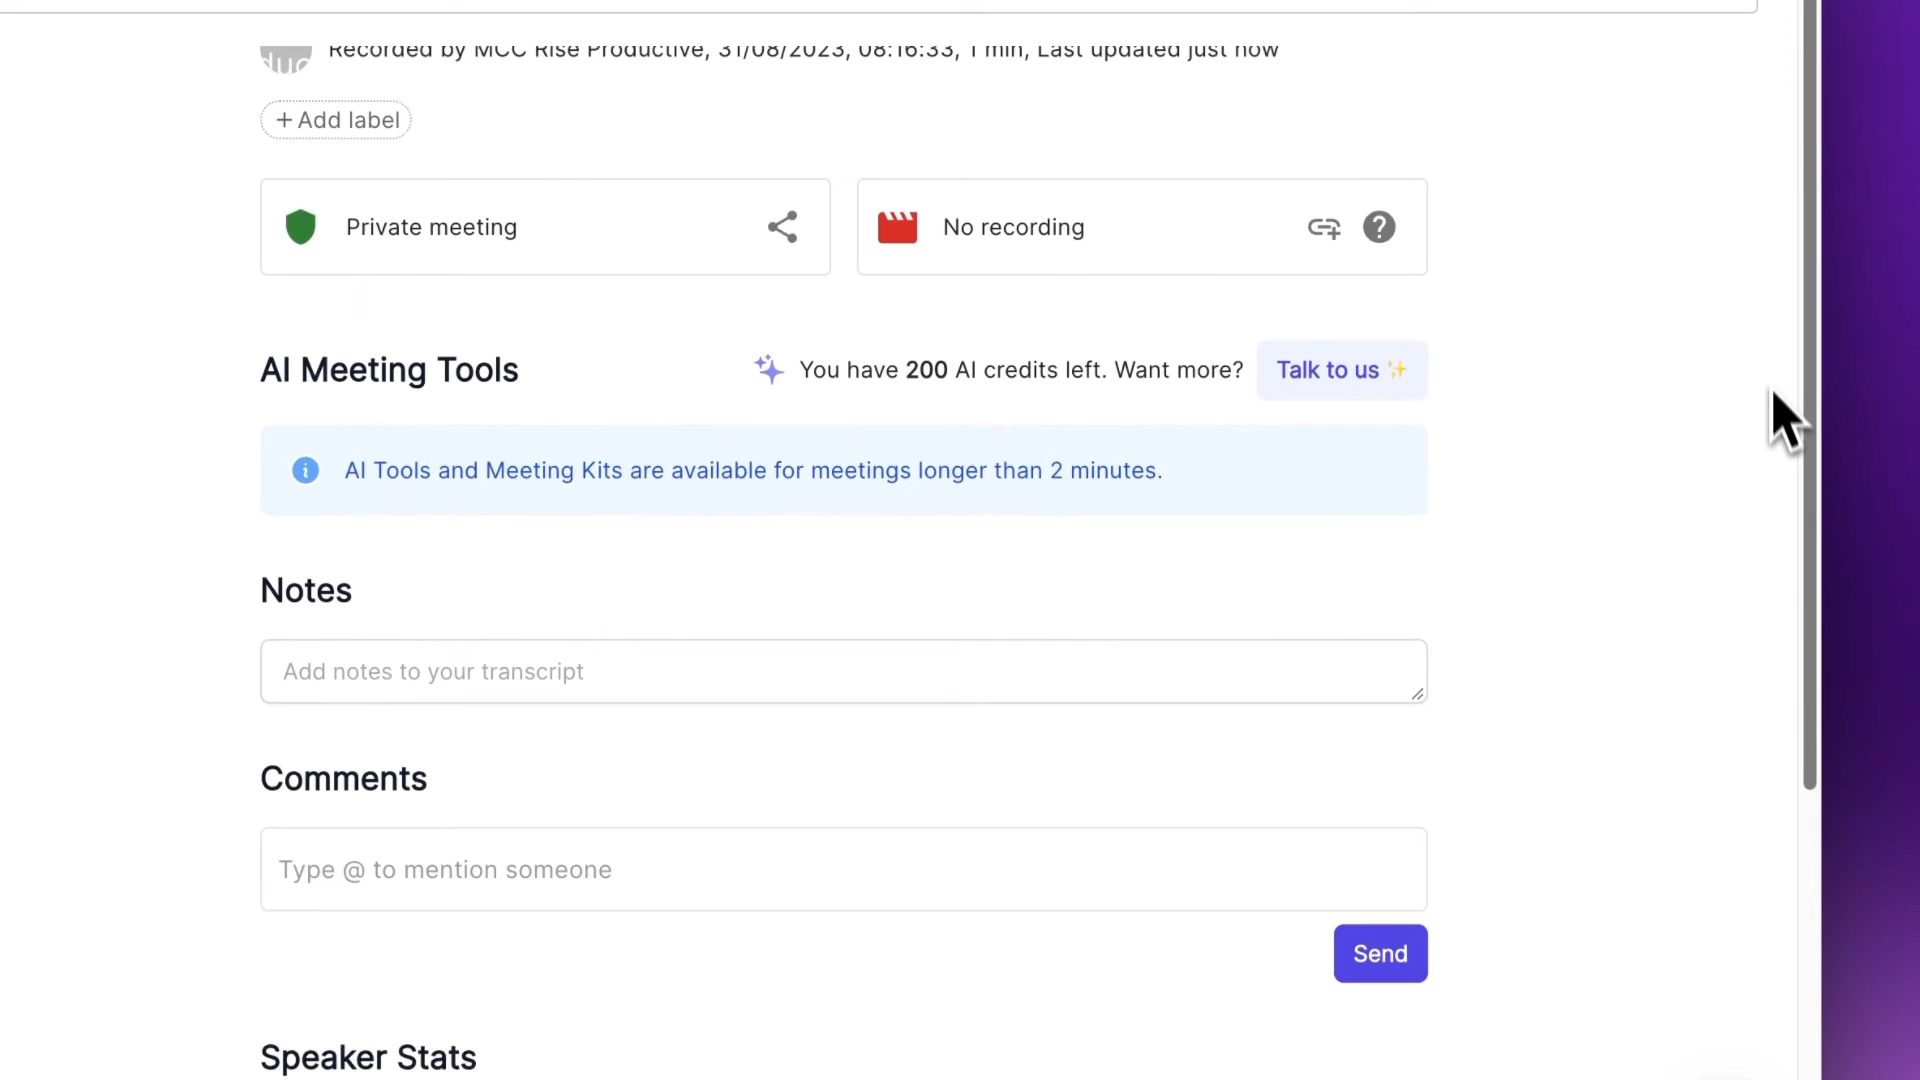 duc
Recorded by MCC Rise Productive, 31/08/2023, 08:16:33, 1 min, Last updated just now
+ Add label
Private meeting
No recording
AI Meeting Tools
You have 200 AI credits left. Want more?
Talk to us ✨
AI Tools and Meeting Kits are available for meetings longer than 2 minutes.
Notes
Add notes to your transcript
Comments
Type @ to mention someone
Send
Speaker Stats